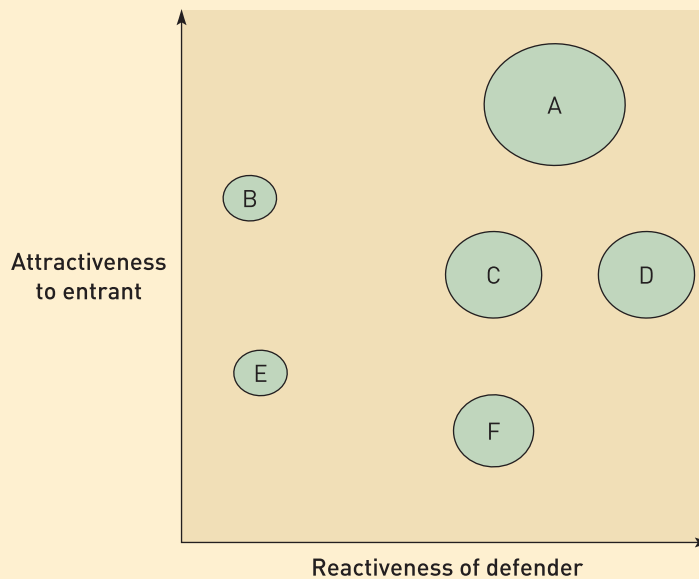 A
B
Attractiveness
to entrant
C
D
E
F
Reactiveness of defender